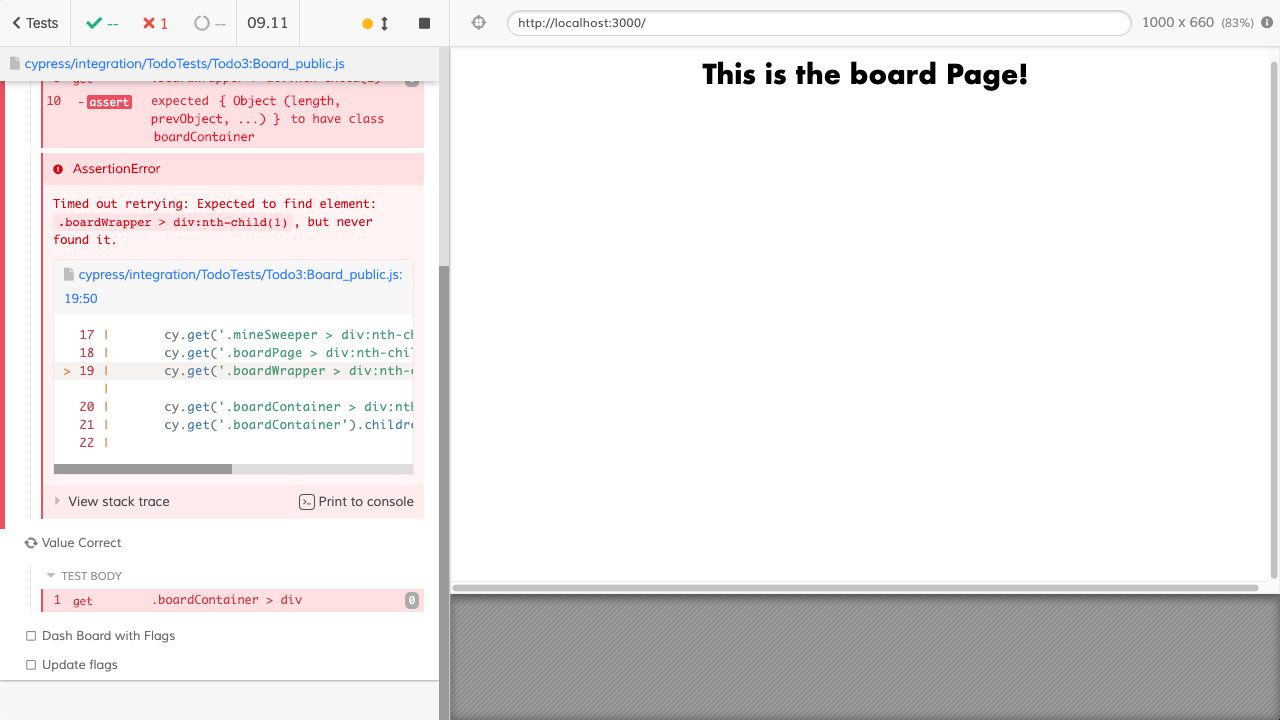 Tests
--
1
--
09.11
http://localhost:3000/
1000 x 660 (83%)
cypress/integration/TodoTests/Todo3:Board_public.js
10 -assert expected { Object (length,
prevObject, ...) } to have class
boardContainer
AssertionError
Timed out retrying: Expected to find element:
.boardWrapper > div:nth-child(1), but never
found it.
cypress/integration/TodoTests/Todo3:Board_public.js:
19:50
17 | cy.get('.mineSweeper > div:nth-ch
18 | cy.get('.boardPage > div:nth-chil
> 19 | cy.get('.boardWrapper > div:nth-c
|
20 | cy.get('.boardContainer > div:nth
21 | cy.get('.boardContainer').childre
22 |
View stack trace
Print to console
Value Correct
TEST BODY
1 get .boardContainer > div 0
Dash Board with Flags
Update flags
This is the board Page!